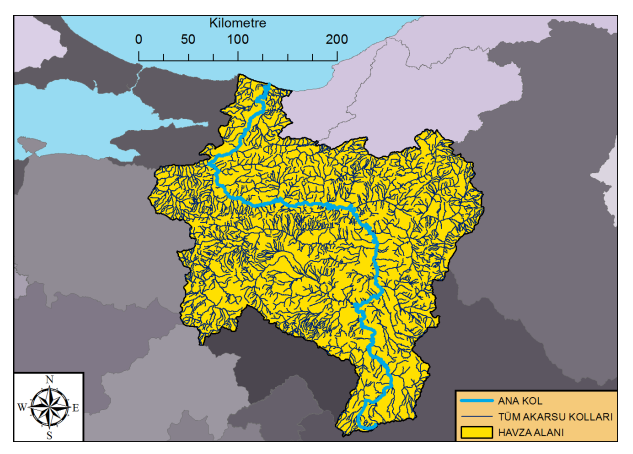 Kilometre
0 50 100 200
N
W E
S
ANA KOL
TÜM AKARSU KOLLARI
HAVZA ALANI